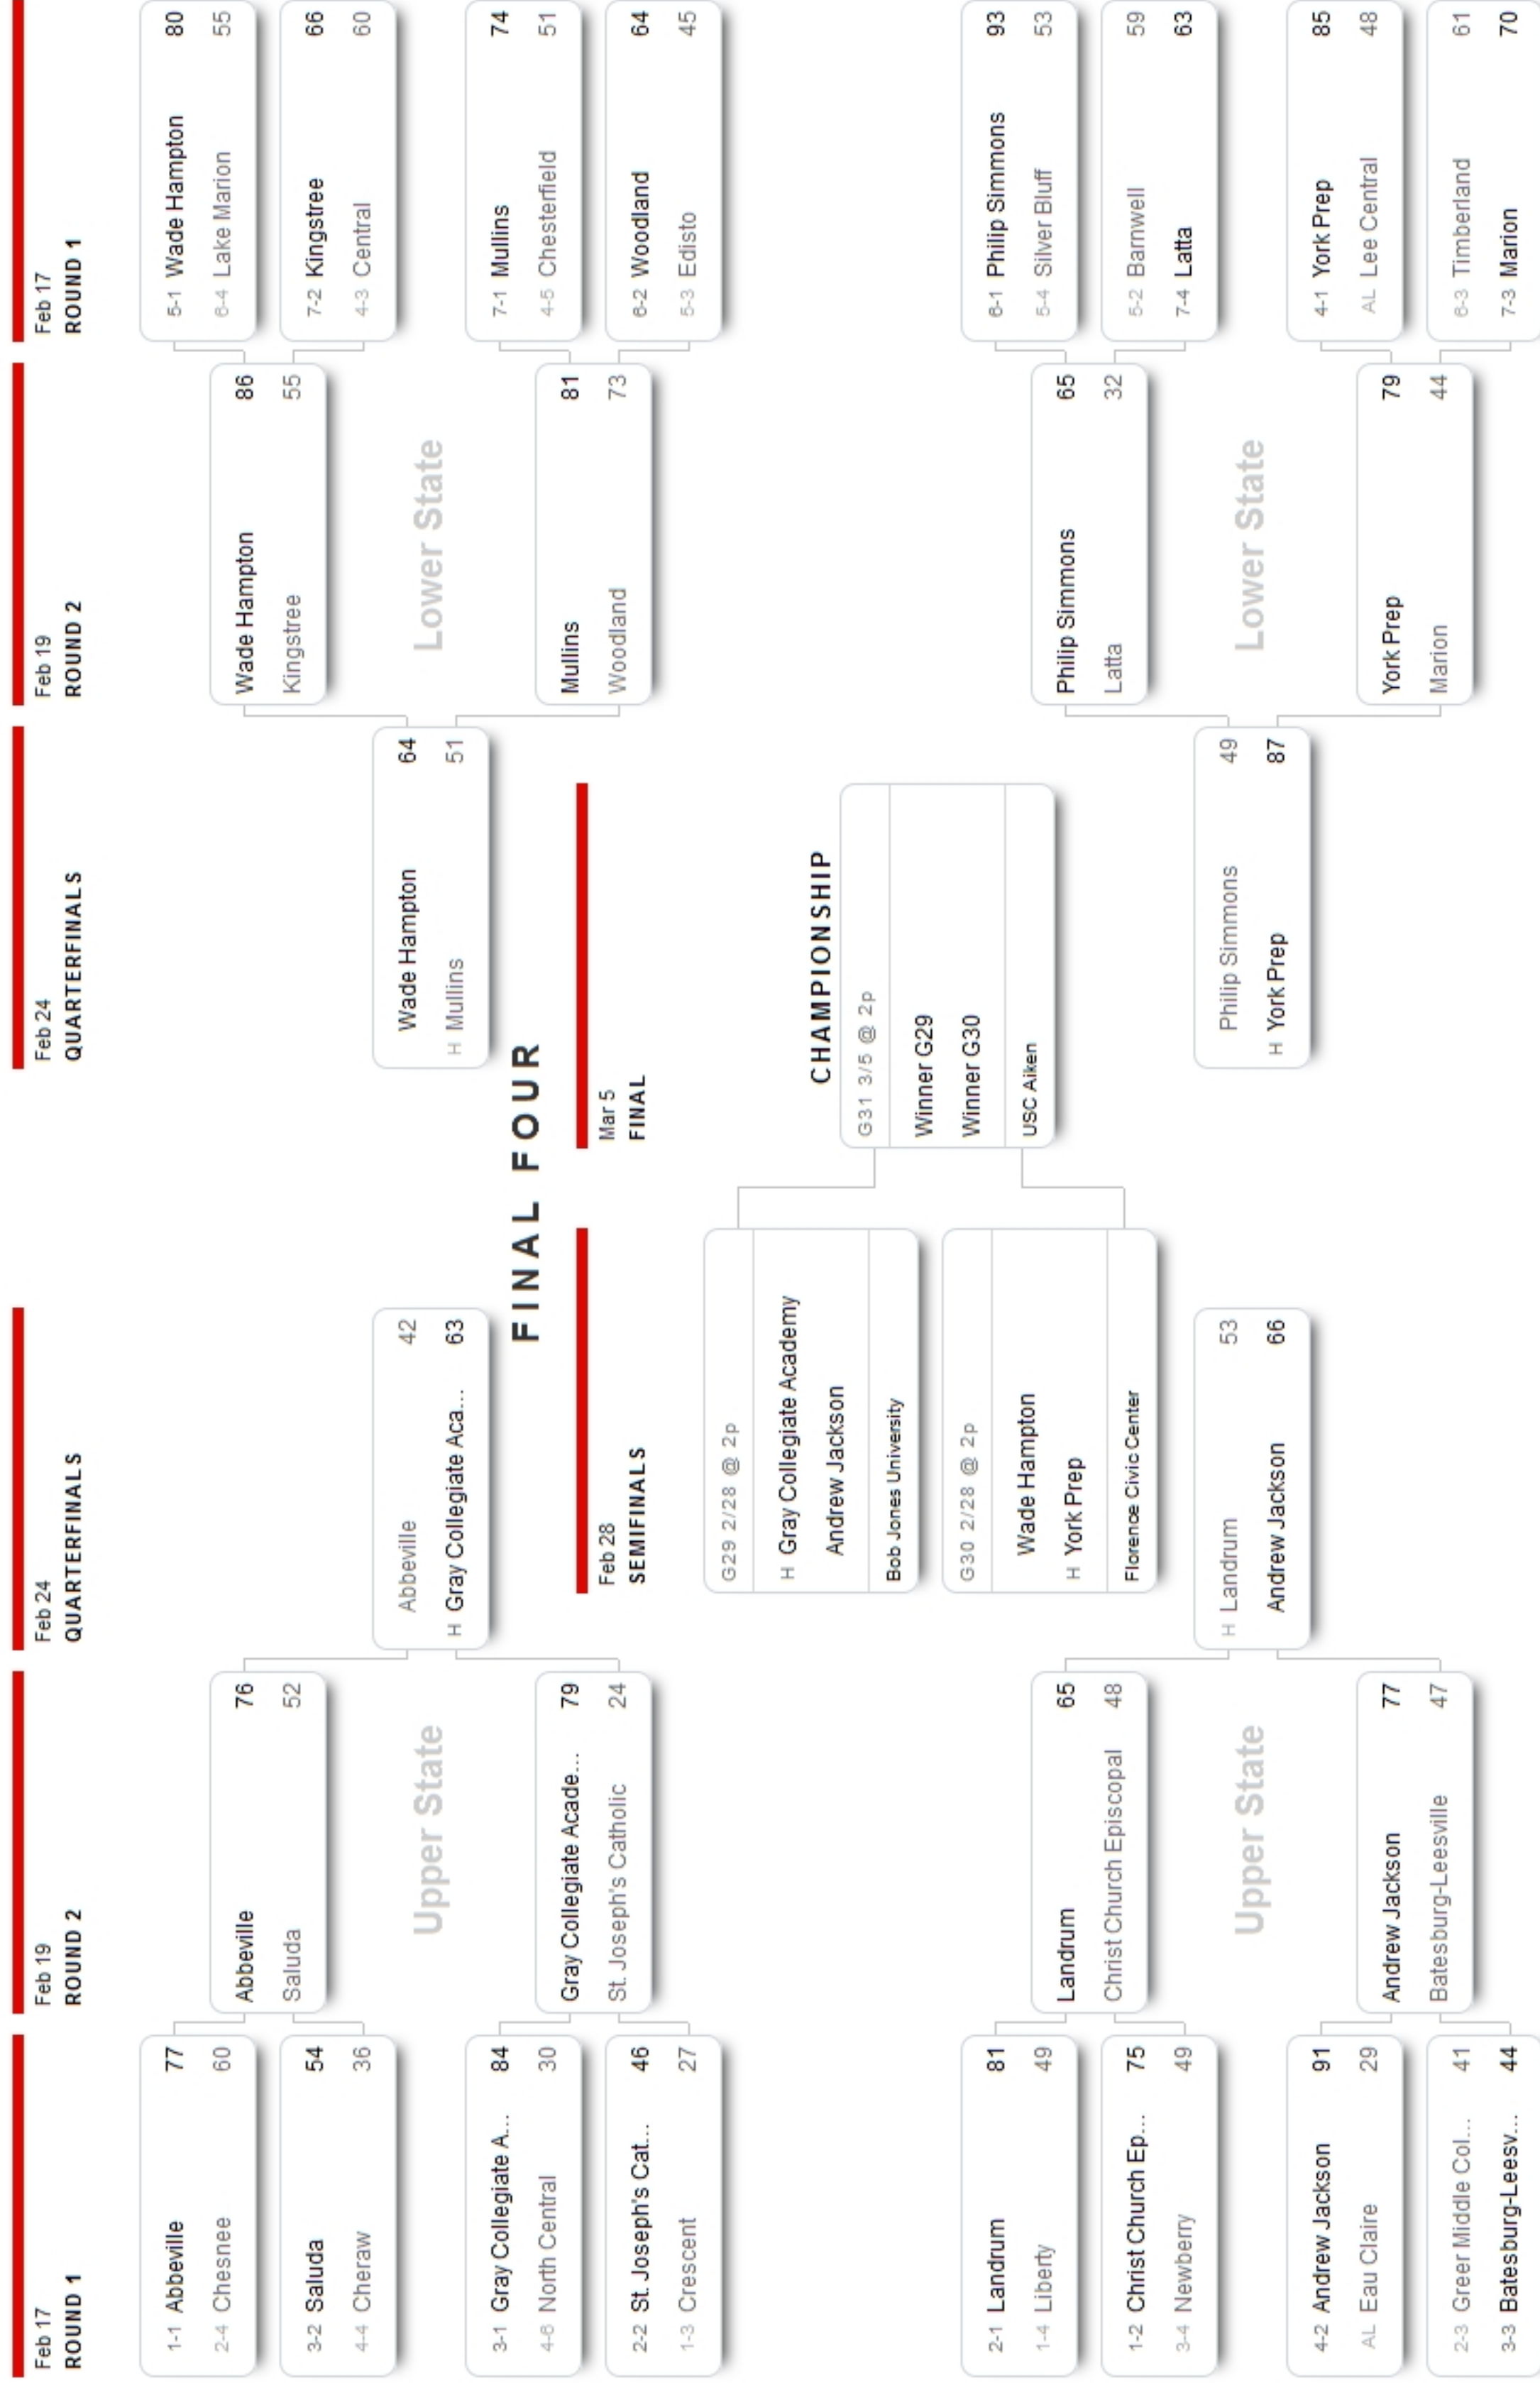 Feb 17
ROUND 1
Feb 19
ROUND 2
Feb 24
QUARTERFINALS
Feb 24
QUARTERFINALS
Feb 19
ROUND 2
Feb 17
ROUND 1
1-1 Abbeville 77
2-4 Chesnee 60
3-2 Saluda 54
4-4 Cheraw 36
3-1 Gray Collegiate A... 84
4-6 North Central 30
2-2 St. Joseph's Cat... 46
1-3 Crescent 27
Abbeville 76
Saluda 52
Upper State
Gray Collegiate Acade... 79
St. Joseph's Catholic 24
Abbeville 42
H Gray Collegiate Aca... 63
Wade Hampton 64
H Mullins 51
Wade Hampton 86
Kingstree 55
Lower State
Mullins 81
Woodland 73
5-1 Wade Hampton 80
6-4 Lake Marion 55
7-2 Kingstree 66
4-3 Central 60
7-1 Mullins 74
4-5 Chesterfield 51
6-2 Woodland 64
5-3 Edisto 45
FINAL FOUR
Feb 28
SEMIFINALS
Mar 5
FINAL
G29 2/28 @ 2p
H Gray Collegiate Academy
Andrew Jackson
Bob Jones University
G30 2/28 @ 2p
Wade Hampton
H York Prep
Florence Civic Center
CHAMPIONSHIP
G31 3/5 @ 2p
Winner G29
Winner G30
USC Aiken
2-1 Landrum 81
1-4 Liberty 49
1-2 Christ Church Ep... 75
3-4 Newberry 49
4-2 Andrew Jackson 91
AL Eau Claire 29
2-3 Greer Middle Col... 41
3-3 Batesburg-Leesv... 44
Landrum 65
Christ Church Episcopal 48
Upper State
Andrew Jackson 77
Batesburg-Leesville 47
H Landrum 53
Andrew Jackson 66
Philip Simmons 49
H York Prep 87
Philip Simmons 65
Latta 32
Lower State
York Prep 79
Marion 44
6-1 Philip Simmons 93
5-4 Silver Bluff 53
5-2 Barnwell 59
7-4 Latta 63
4-1 York Prep 85
AL Lee Central 48
6-3 Timberland 61
7-3 Marion 70